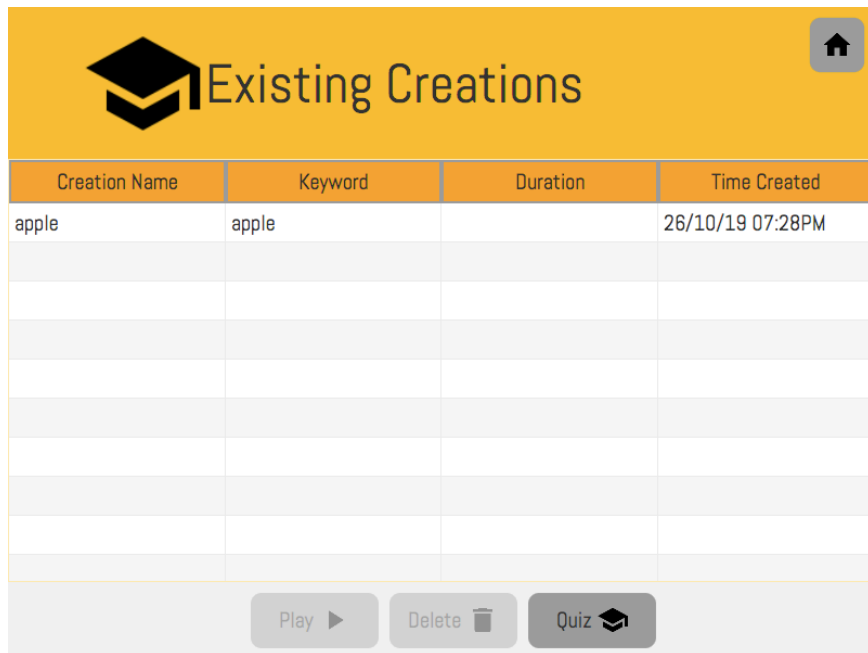 Existing Creations
Creation Name Keyword Duration Time Created
apple apple 26/10/19 07:28PM
Play Delete Quiz